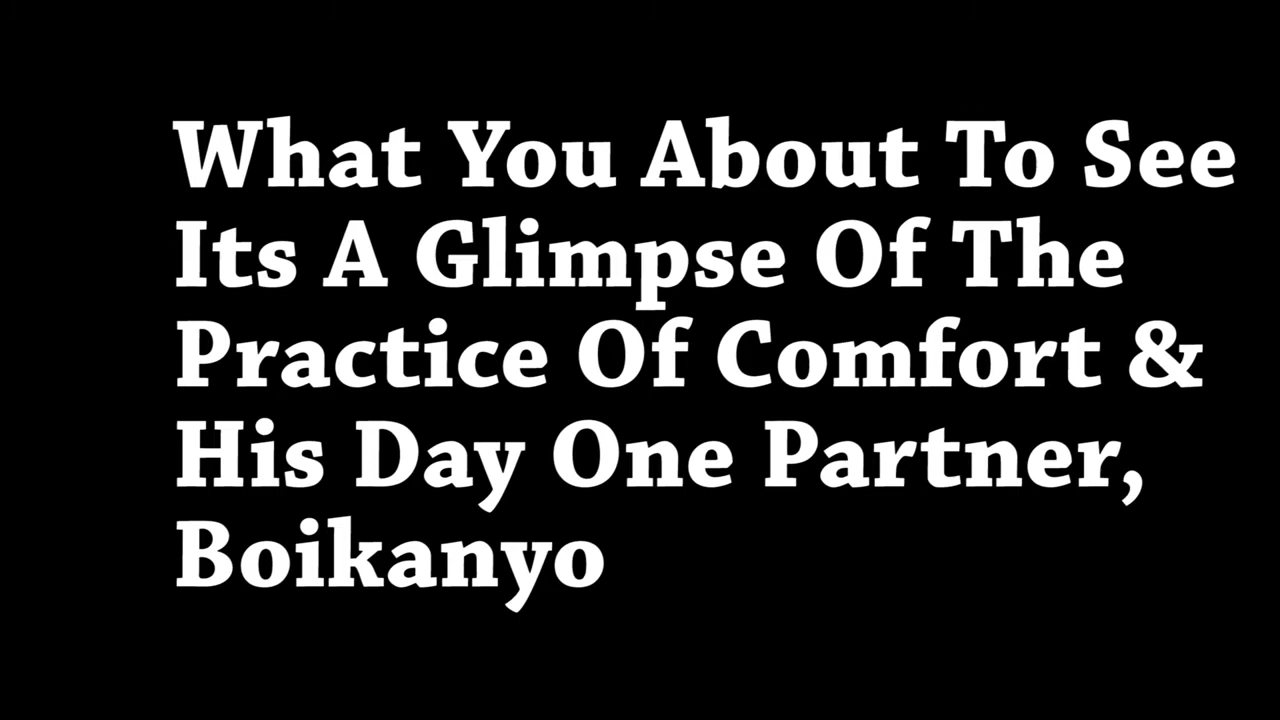 What You About To See
Its A Glimpse Of The
Practice Of Comfort &
His Day One Partner,
Boikanyo